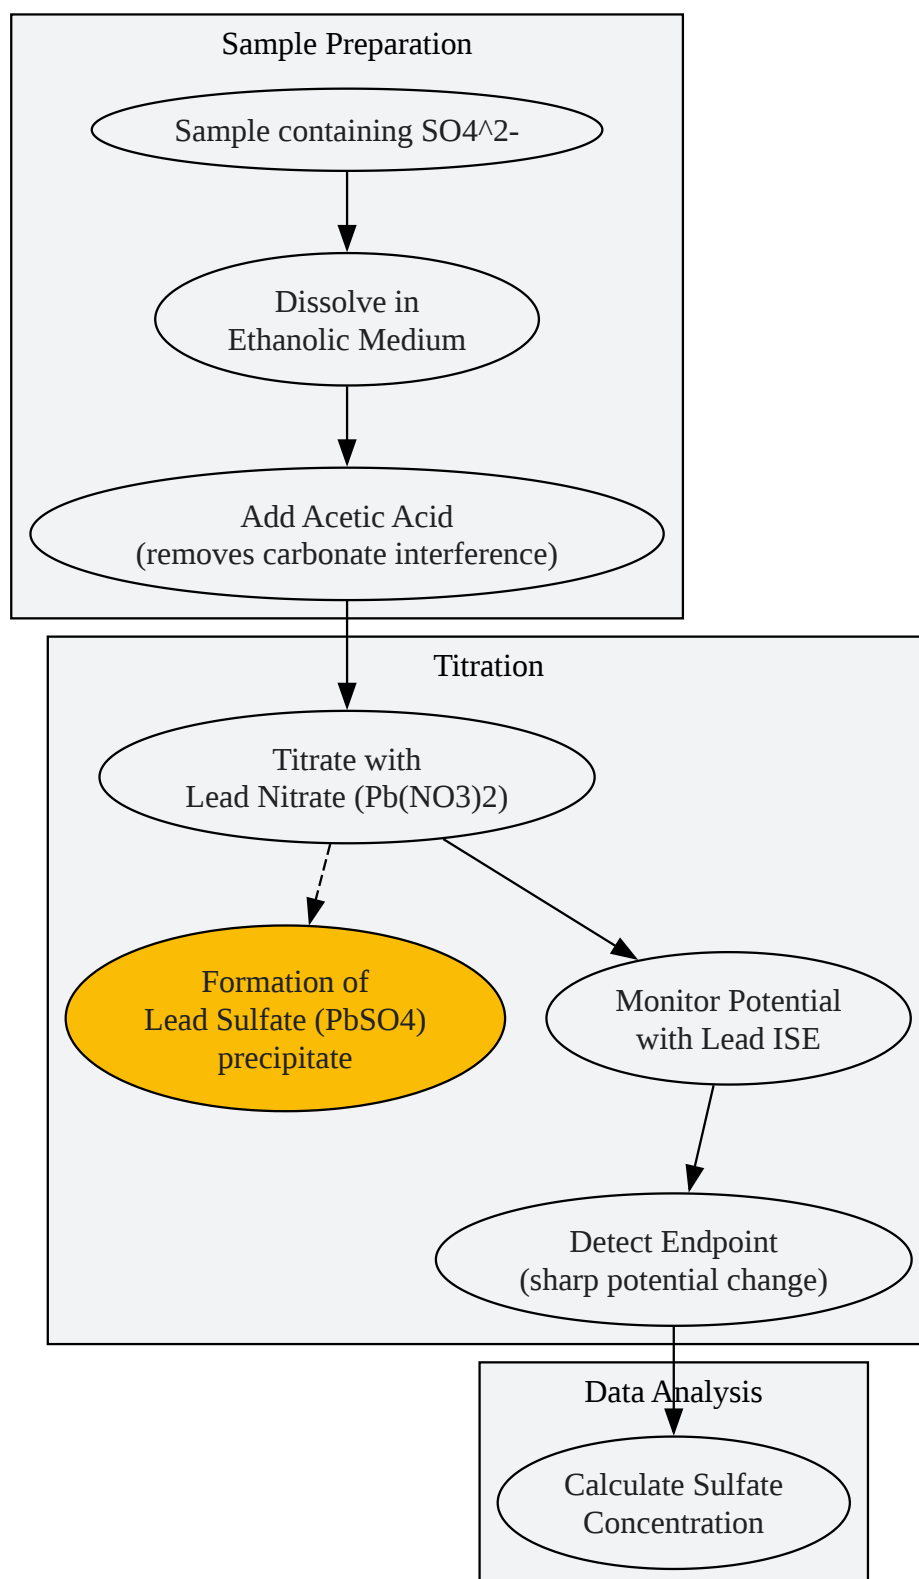 Sample Preparation
Sample containing SO4^2-
Dissolve in
Ethanolic Medium
Add Acetic Acid
(removes carbonate interference)
Titration
Titrate with
Lead Nitrate (Pb(NO3)2)
Formation of
Lead Sulfate (PbSO4)
precipitate
Monitor Potential
with Lead ISE
Detect Endpoint
(sharp potential change)
Data Analysis
Calculate Sulfate
Concentration